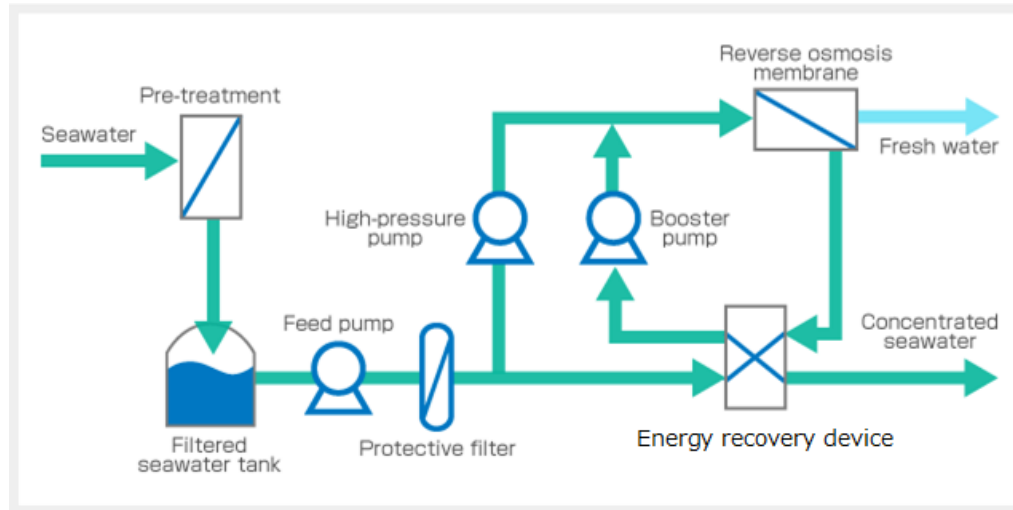 Reverse osmosis
membrane
Pre-treatment
Seawater
Fresh water
High-pressure
pump
Booster
pump
Feed pump
Concentrated
seawater
Protective filter
Energy recovery device
Filtered
seawater tank